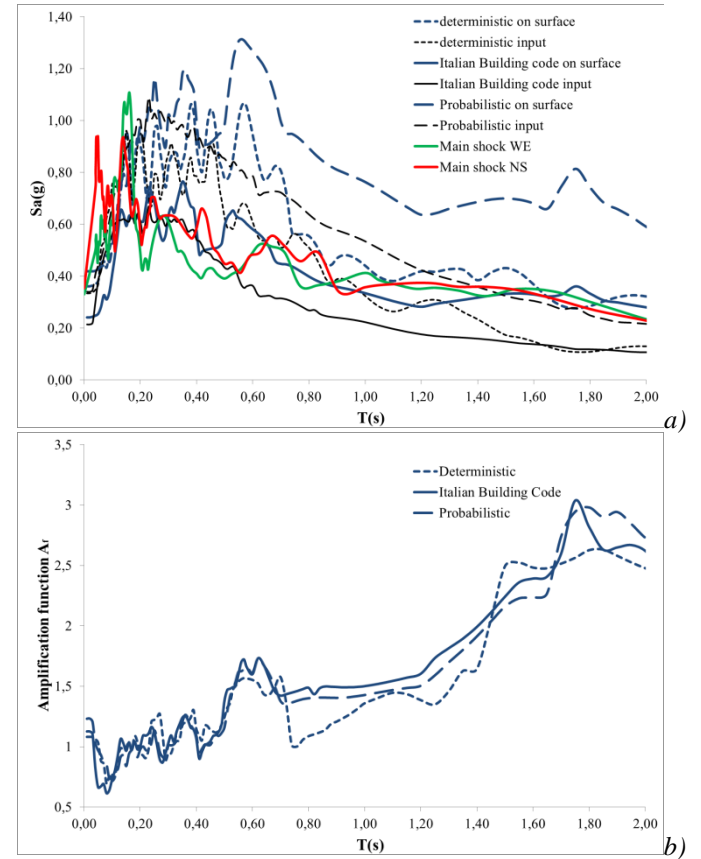 1,40
1,20
1,00
0,80
0,60
0,40
0,20
0,00
Sa(g)
deterministic on surface
deterministic input
Italian Building code on surface
Italian Building code input
Probabilistic on surface
Probabilistic input
Main shock WE
Main shock NS
0,00 0,20 0,40 0,60 0,80 1,00 1,20 1,40 1,60 1,80 2,00
T(s)
a)
3,5
3
2,5
2
1,5
1
0,5
Amplification function Ar
Deterministic
Italian Building Code
Probabilistic
0,00 0,20 0,40 0,60 0,80 1,00 1,20 1,40 1,60 1,80 2,00
T(s)
b)